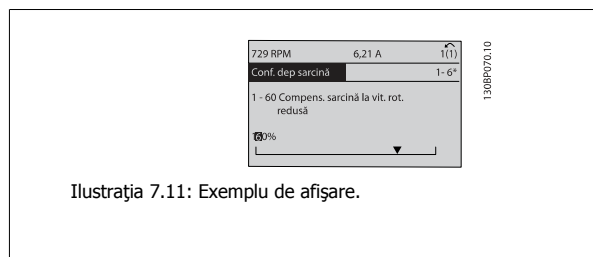 729 RPM 6,21 A 1(1)
Conf. dep sarcină 1- 6*
1 - 60 Compens. sarcină la vit. rot.
redusă
160%
130BP070.10
Ilustraţia 7.11: Exemplu de afişare.